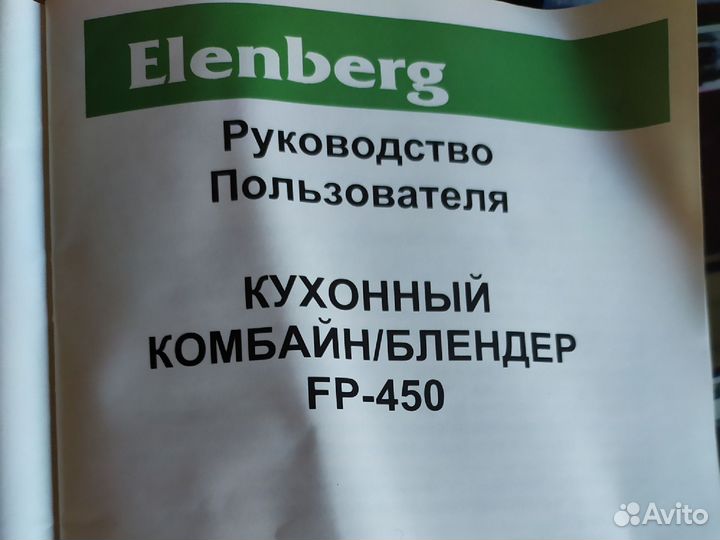 Elenberg
Руководство
Пользователя
КУХОННЫЙ
КОМБАЙН/БЛЕНДЕР
FP-450
Avito